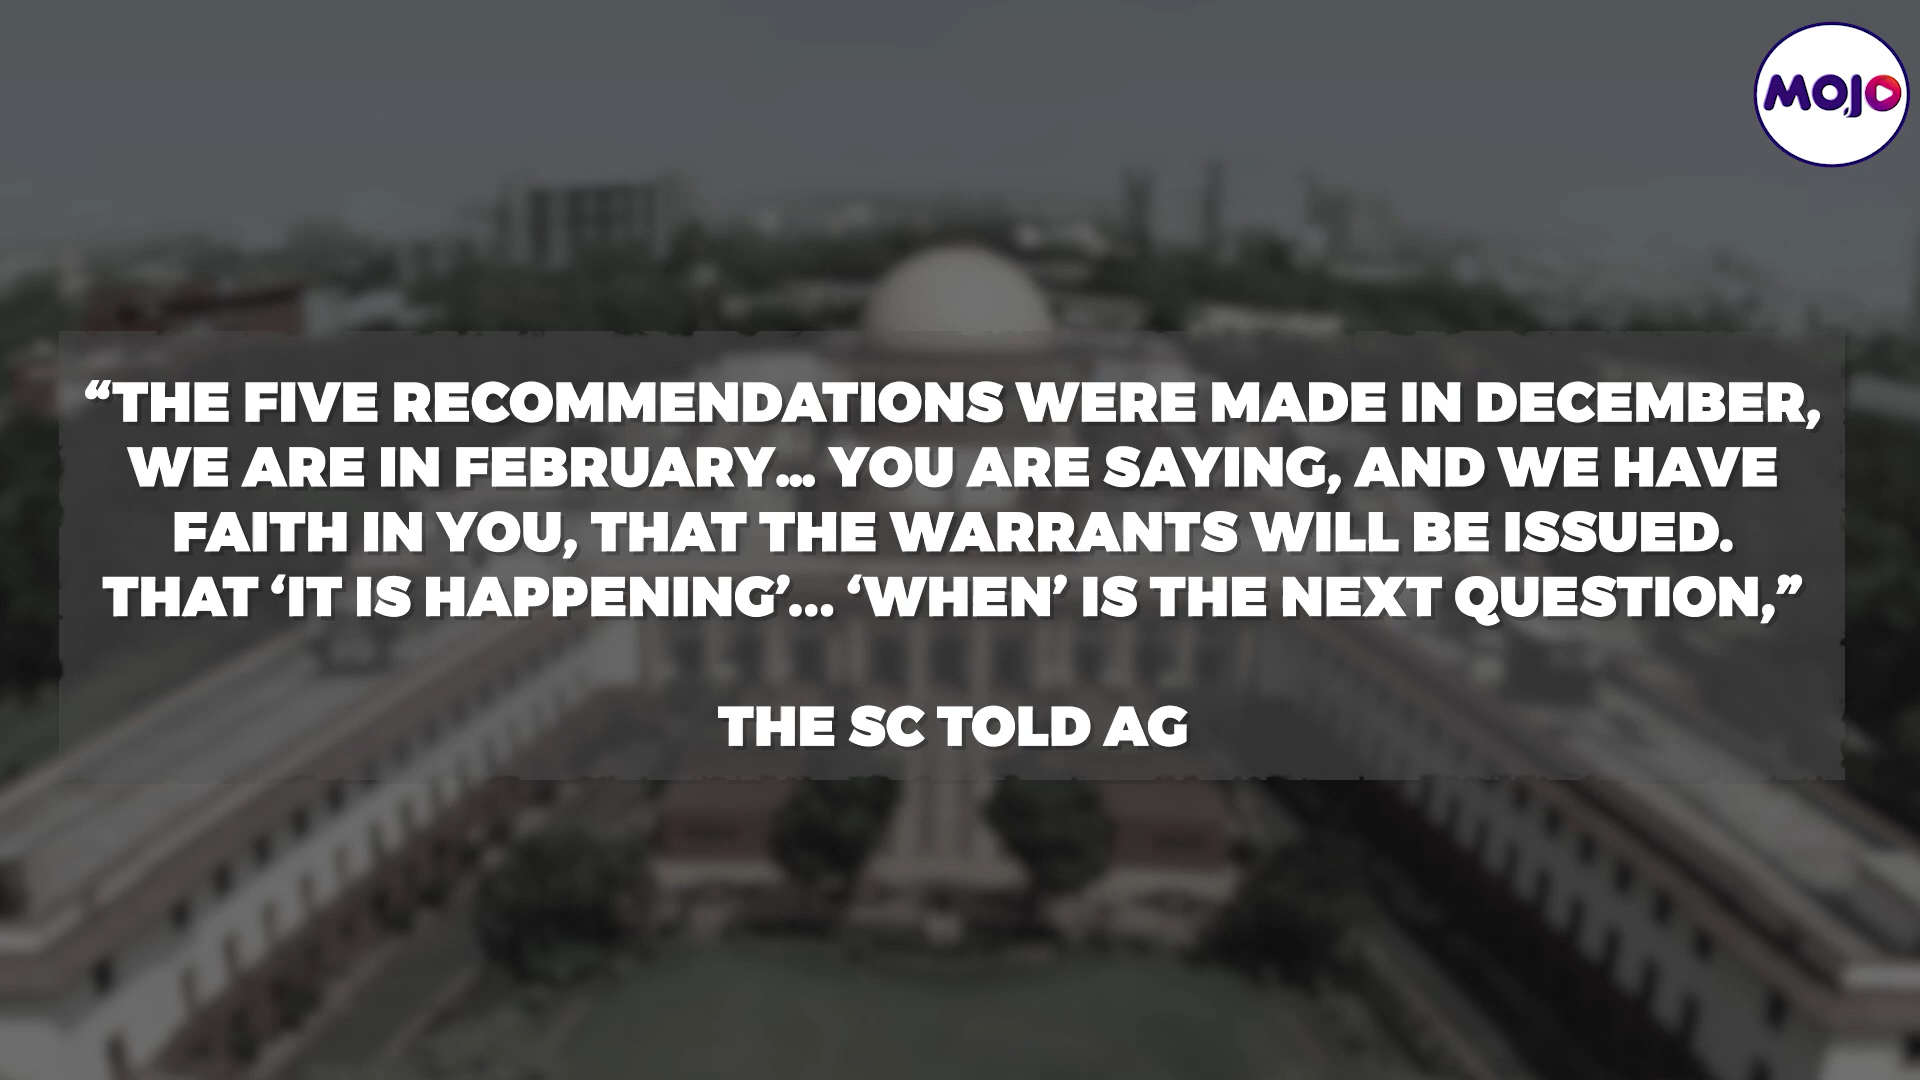 MOJO
“THE FIVE RECOMMENDATIONS WERE MADE IN DECEMBER,
WE ARE IN FEBRUARY... YOU ARE SAYING, AND WE HAVE
FAITH IN YOU, THAT THE WARRANTS WILL BE ISSUED.
THAT ‘IT IS HAPPENING’... ‘WHEN’ IS THE NEXT QUESTION,”
THE SC TOLD AG